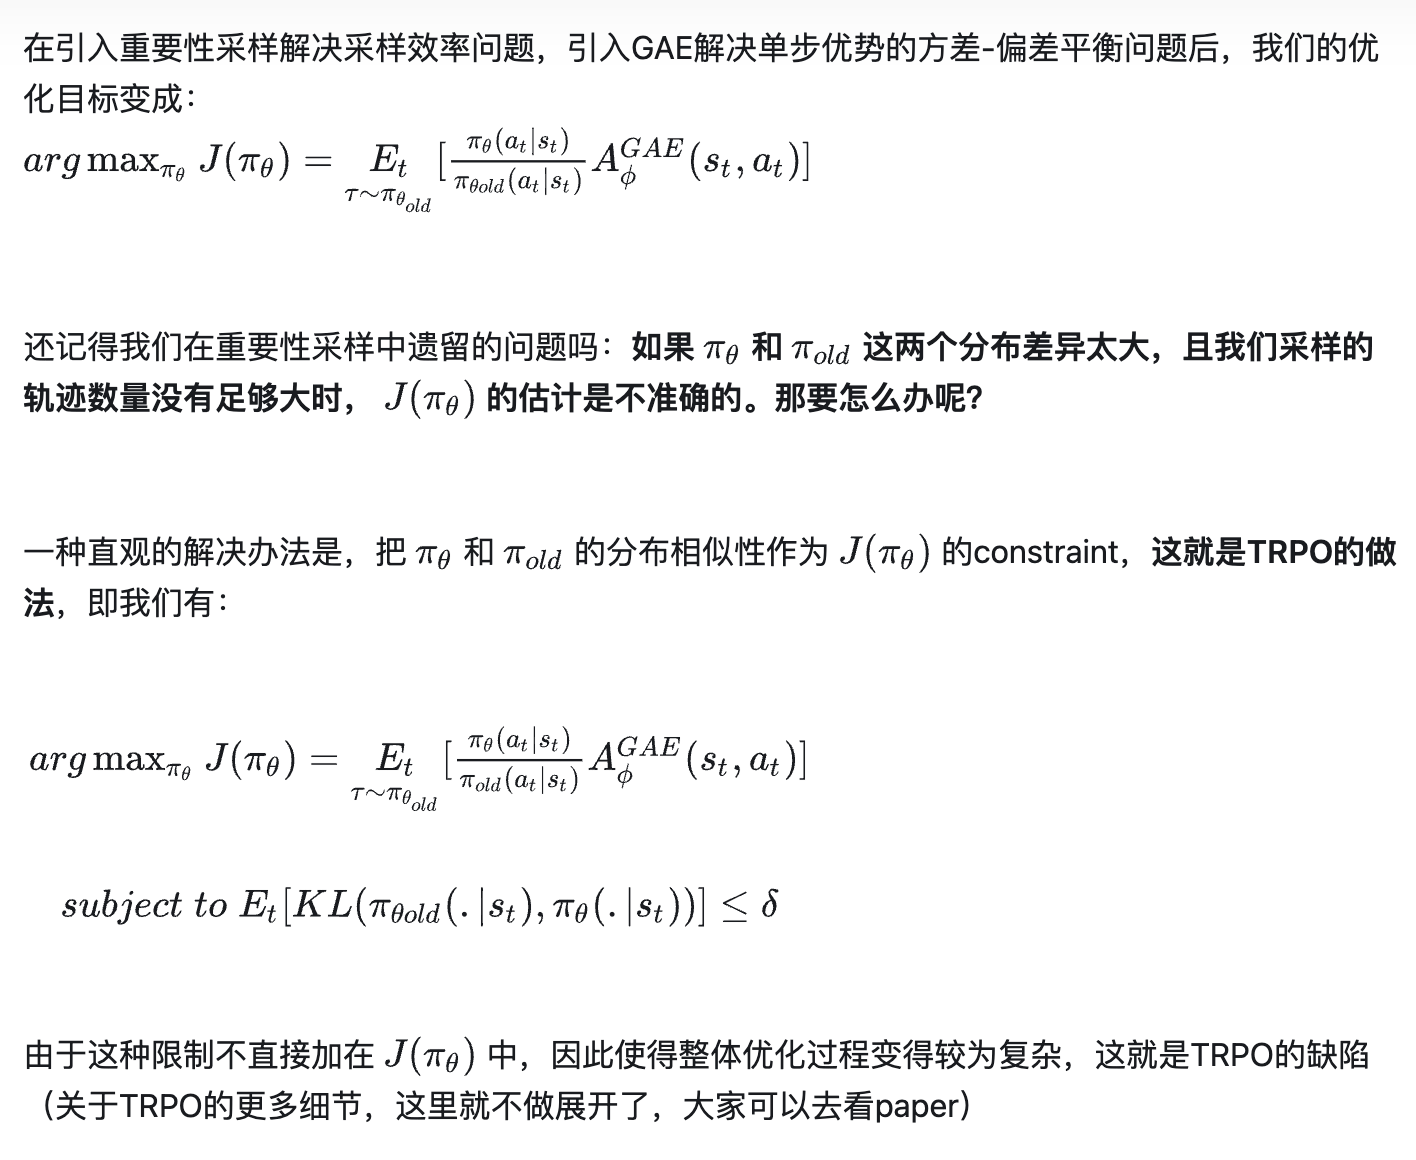 在引入重要性采样解决采样效率问题，引入GAE解决单步优势的方差-偏差平衡问题后，我们的优
化目标变成：
$arg\max_{\pi_\theta} J(\pi_\theta) = \underset{\tau\sim\pi_{\theta_{old}}}{E_t} [\frac{\pi_\theta(a_t|s_t)}{\pi_{\theta old}(a_t|s_t)} A_\phi^{GAE}(s_t, a_t)]$
还记得我们在重要性采样中遗留的问题吗：如果 $\pi_\theta$ 和 $\pi_{old}$ 这两个分布差异太大，且我们采样的
轨迹数量没有足够大时， $J(\pi_\theta)$ 的估计是不准确的。那要怎么办呢?
一种直观的解决办法是，把 $\pi_\theta$ 和 $\pi_{old}$ 的分布相似性作为 $J(\pi_\theta)$ 的constraint，这就是TRPO的做
法，即我们有：
$arg\max_{\pi_\theta} J(\pi_\theta) = \underset{\tau\sim\pi_{\theta_{old}}}{E_t} [\frac{\pi_\theta(a_t|s_t)}{\pi_{old}(a_t|s_t)} A_\phi^{GAE}(s_t, a_t)]$
$subject\ to\ E_t[KL(\pi_{\theta old}(.|s_t), \pi_\theta(.|s_t))] \leq \delta$
由于这种限制不直接加在 $J(\pi_\theta)$ 中，因此使得整体优化过程变得较为复杂，这就是TRPO的缺陷
（关于TRPO的更多细节，这里就不做展开了，大家可以去看paper）